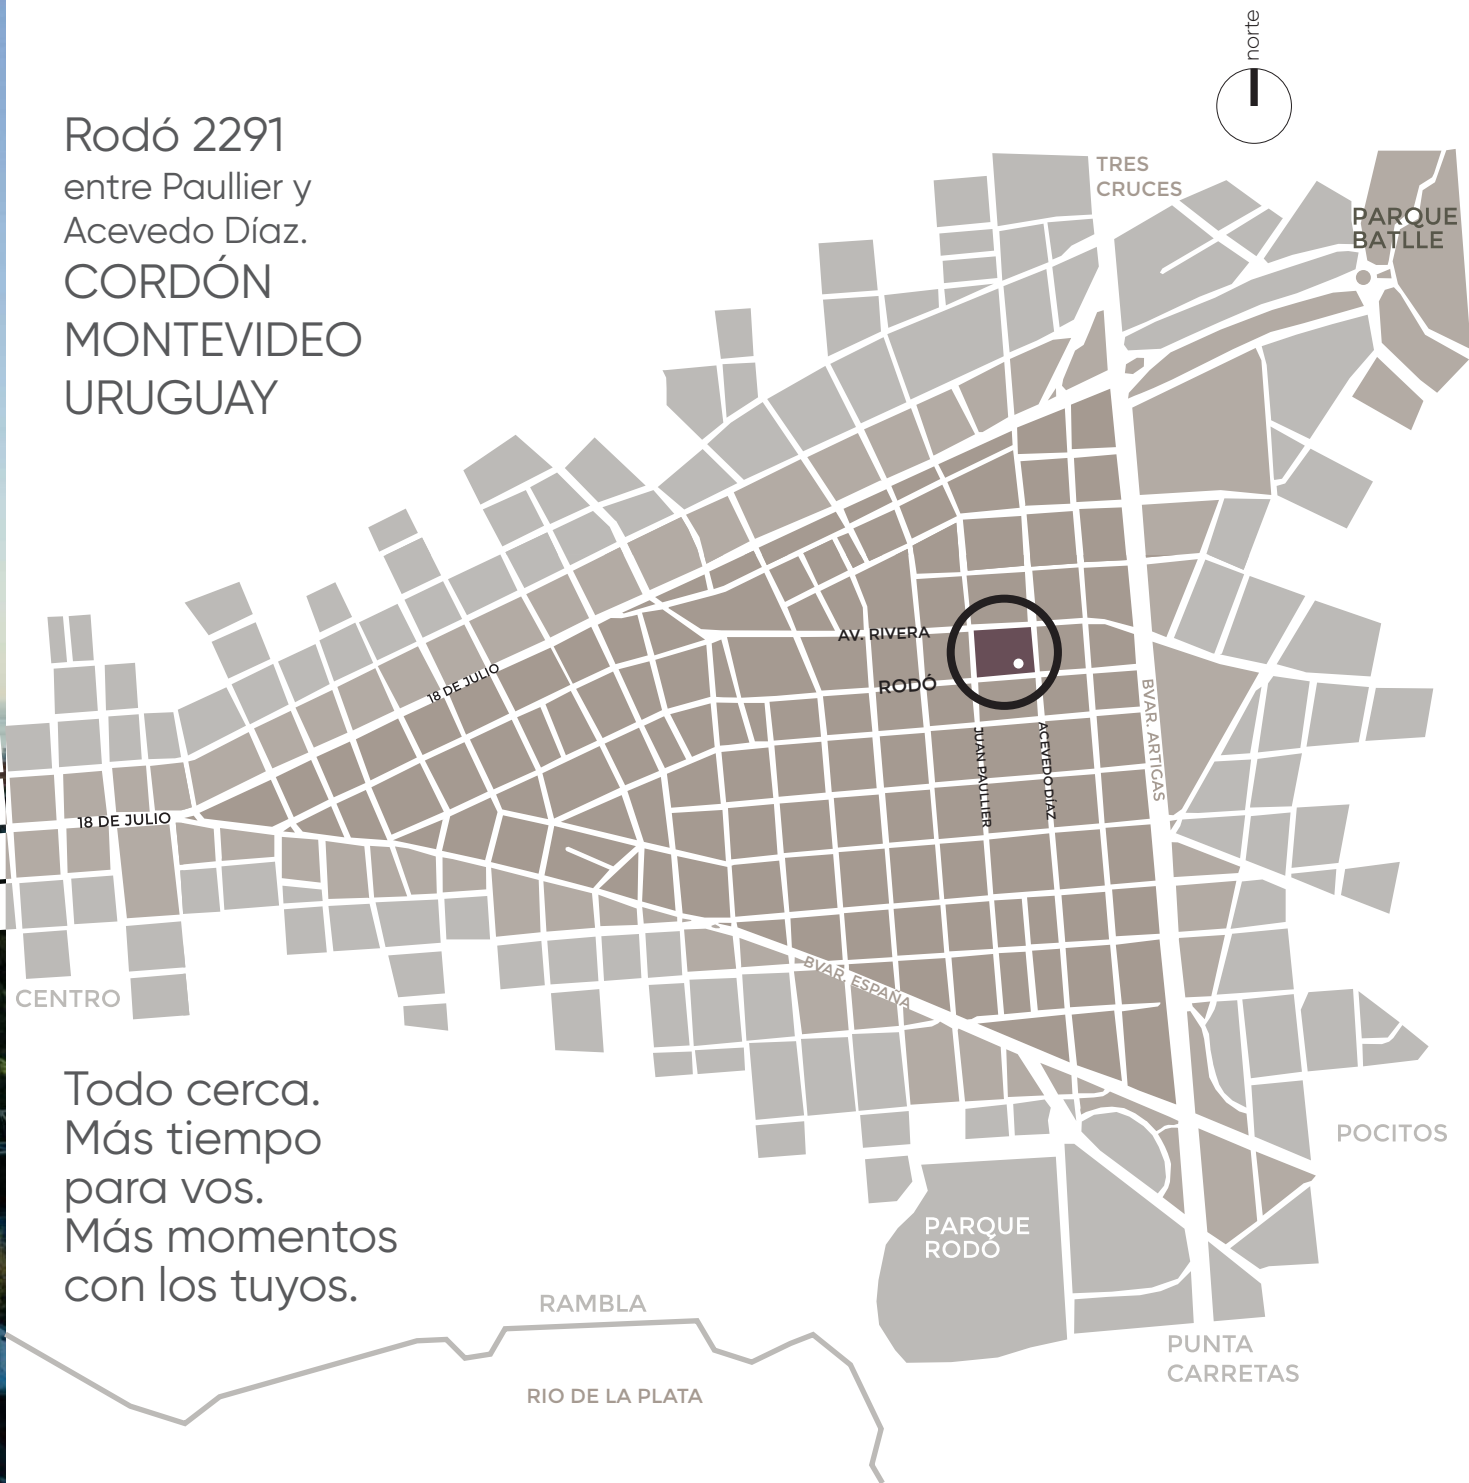 norte
Rodó 2291
entre Paullier y
Acevedo Díaz.
CORDÓN
MONTEVIDEO
URUGUAY
TRES
CRUCES
PARQUE
BATLLE
AV. RIVERA
RODÓ
18 DE JULIO
BVAR. ARTIGAS
JUAN PAULLIER
ACEVEDO DÍAZ
18 DE JULIO
BVAR. ESPAÑA
CENTRO
Todo cerca.
Más tiempo
para vos.
Más momentos
con los tuyos.
POCITOS
PARQUE
RODÓ
RAMBLA
PUNTA
CARRETAS
RIO DE LA PLATA